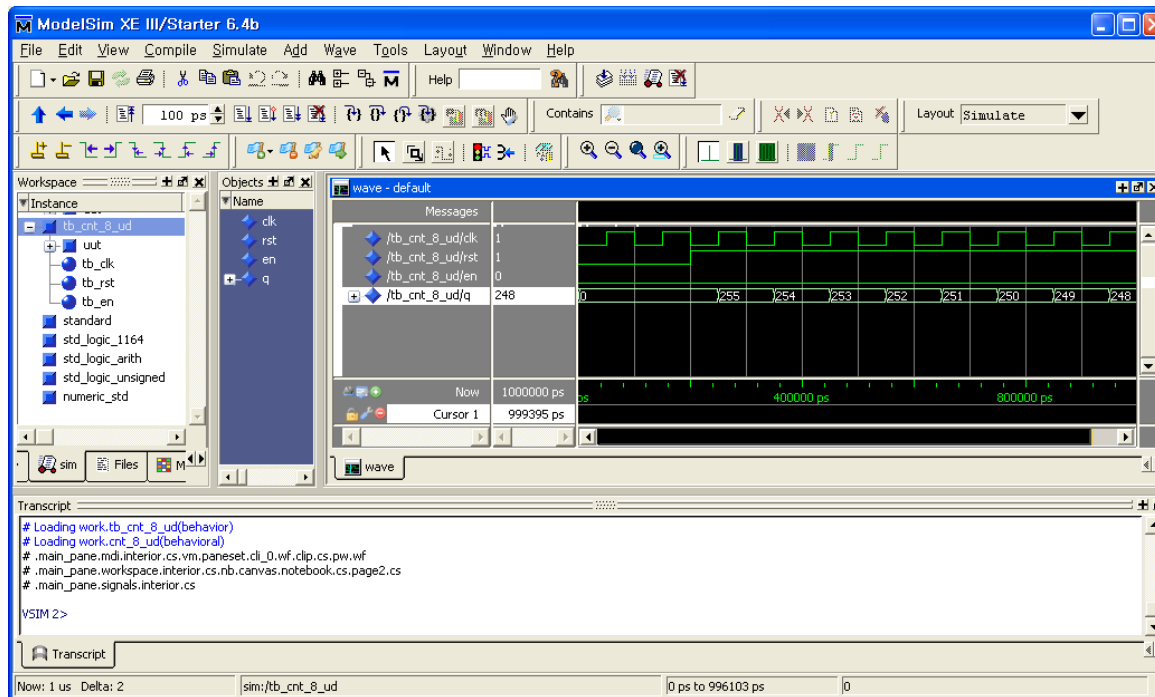 ModelSim XE III/Starter 6.4b
File Edit View Compile Simulate Add Wave Tools Layout Window Help
Help
100 ps Contains Layout Simulate
Workspace
Instance
tb_cnt_8_ud
uut
tb_clk
tb_rst
tb_en
standard
std_logic_1164
std_logic_arith
std_logic_unsigned
numeric_std
sim Files M
Objects
Name
clk
rst
en
q
wave - default
Messages
/tb_cnt_8_ud/clk 1
/tb_cnt_8_ud/rst 1
/tb_cnt_8_ud/en 0
/tb_cnt_8_ud/q 248 0 255 254 253 252 251 250 249 248
Now 1000000 ps ps 400000 ps 800000 ps
Cursor 1 999395 ps
wave
Transcript
# Loading work.tb_cnt_8_ud(behavior)
# Loading work.cnt_8_ud(behavioral)
# .main_pane.mdi.interior.cs.vm.paneset.cli_0.wf.clip.cs.pw.wf
# .main_pane.workspace.interior.cs.nb.canvas.notebook.cs.page2.cs
# .main_pane.signals.interior.cs
VSIM 2>
Transcript
Now: 1 us Delta: 2 sim:/tb_cnt_8_ud 0 ps to 996103 ps 0